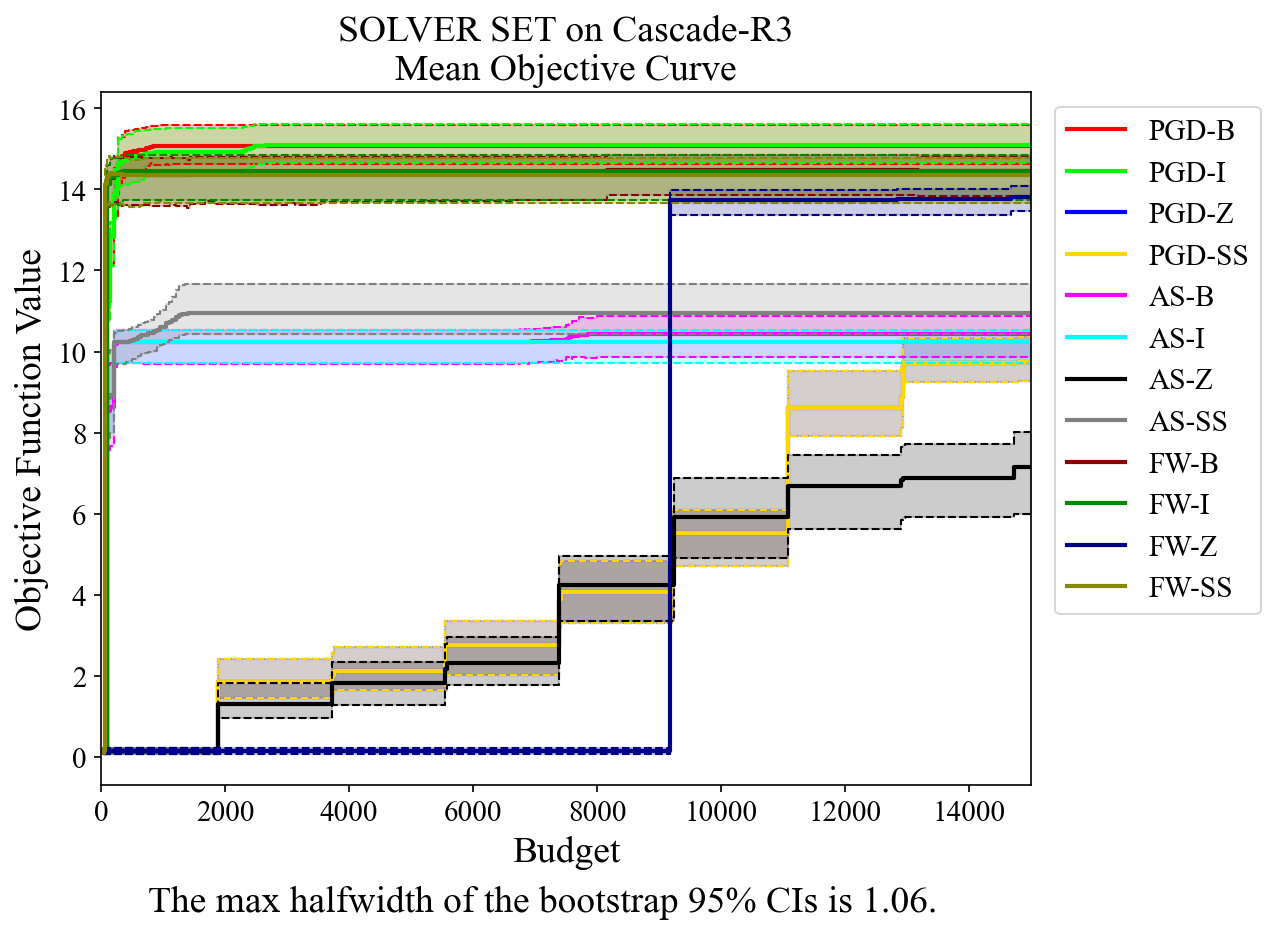 SOLVER SET on Cascade-R3
Mean Objective Curve
Objective Function Value
16
14
12
10
8
6
4
2
0
0 2000 4000 6000 8000 10000 12000 14000
Budget
The max halfwidth of the bootstrap 95% CIs is 1.06.
PGD-B
PGD-I
PGD-Z
PGD-SS
AS-B
AS-I
AS-Z
AS-SS
FW-B
FW-I
FW-Z
FW-SS